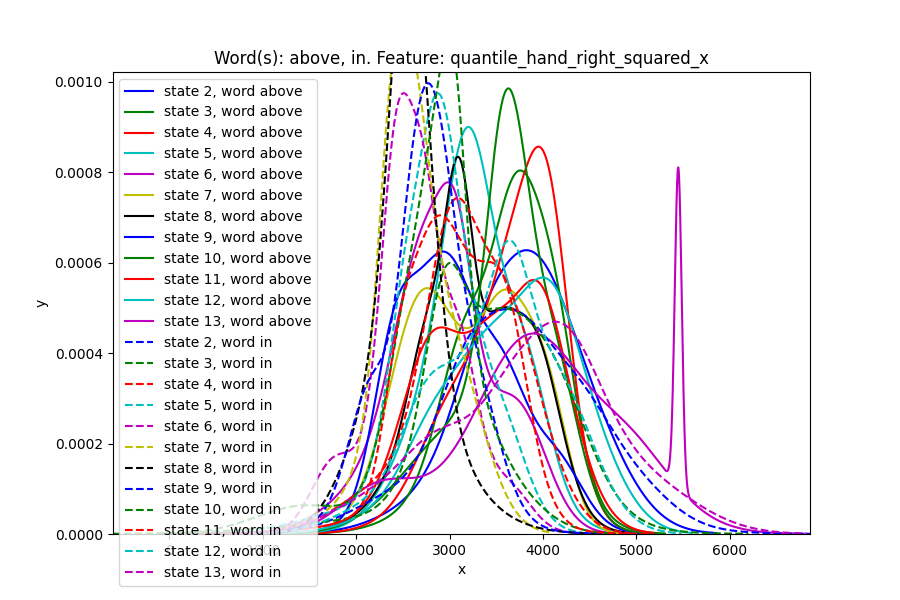 Word(s): above, in. Feature: quantile_hand_right_squared_x
0.0010
0.0008
0.0006
0.0004
0.0002
0.0000
y
state 2, word above
state 3, word above
state 4, word above
state 5, word above
state 6, word above
state 7, word above
state 8, word above
state 9, word above
state 10, word above
state 11, word above
state 12, word above
state 13, word above
state 2, word in
state 3, word in
state 4, word in
state 5, word in
state 6, word in
state 7, word in
state 8, word in
state 9, word in
state 10, word in
state 11, word in
state 12, word in
state 13, word in
1000 2000 3000 4000 5000 6000
x